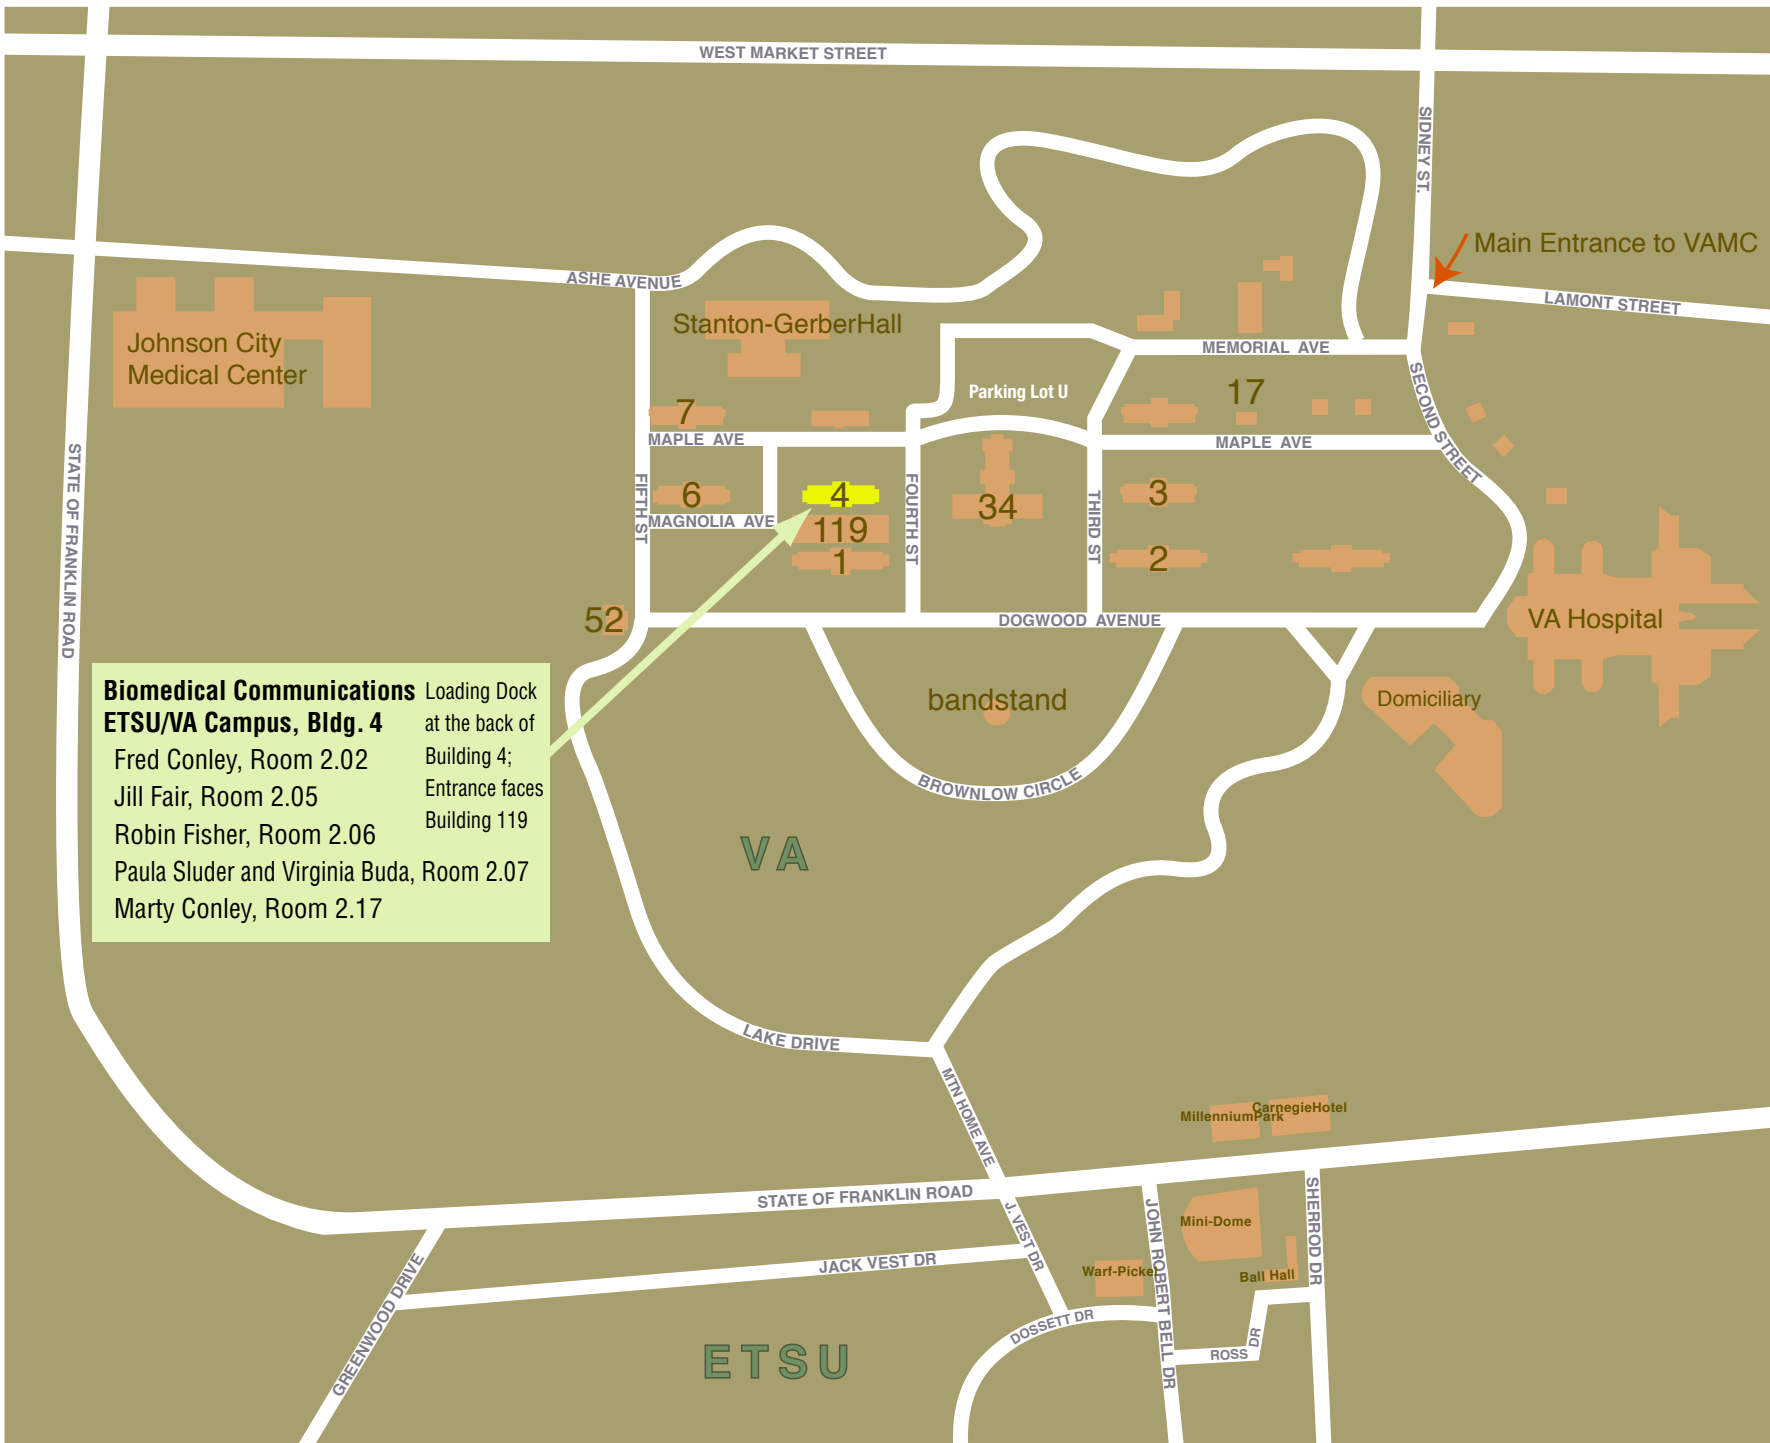 WEST MARKET STREET
SIDNEY ST.
Main Entrance to VAMC
ASHE AVENUE
LAMONT STREET
Stanton-GerberHall
Johnson City
Medical Center
MEMORIAL AVE
Parking Lot U
17
SECOND STREET
7
MAPLE AVE
MAPLE AVE
STATE OF FRANKLIN ROAD
FIFTH ST
6
4
FOURTH ST
34
THIRD ST
3
MAGNOLIA AVE
119
1
2
52
DOGWOOD AVENUE
VA Hospital
Biomedical Communications
ETSU/VA Campus, Bldg. 4
Fred Conley, Room 2.02
Jill Fair, Room 2.05
Robin Fisher, Room 2.06
Paula Sluder and Virginia Buda, Room 2.07
Marty Conley, Room 2.17
Loading Dock
at the back of
Building 4;
Entrance faces
Building 119
bandstand
Domiciliary
BROWNLOW CIRCLE
VA
LAKE DRIVE
MTN HOME AVE
MillenniumPark
CarnegieHotel
STATE OF FRANKLIN ROAD
J. VEST DR
JOHN ROBERT BELL DR
Mini-Dome
SHERROD DR
JACK VEST DR
Warf-Pickel
Ball Hall
GREENWOOD DRIVE
DOSSETT DR
ROSS DR
ETSU